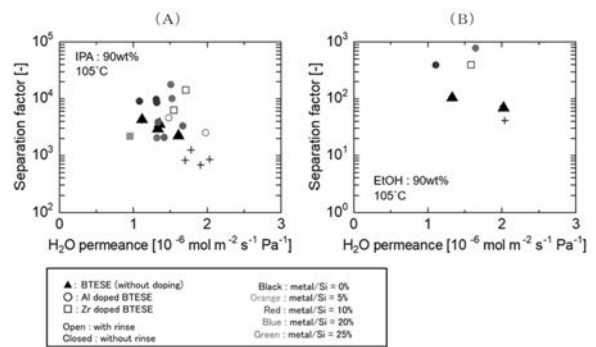 (A)
(B)
10⁵
10⁴
10³
10²
Separation factor [-]
IPA : 90wt%
105˚C
0 1 2 3
H₂O permeance [10⁻⁶ mol m⁻² s⁻¹ Pa⁻¹]
10³
10²
10¹
10⁰
Separation factor [-]
EtOH : 90wt%
105˚C
0 1 2 3
H₂O permeance [10⁻⁶ mol m⁻² s⁻¹ Pa⁻¹]
▲ : BTESE (without doping)
○ : Al doped BTESE
□ : Zr doped BTESE
Open : with rinse
Closed : without rinse
Black : metal/Si = 0%
Orange : metal/Si = 5%
Red : metal/Si = 10%
Blue : metal/Si = 20%
Green : metal/Si = 25%